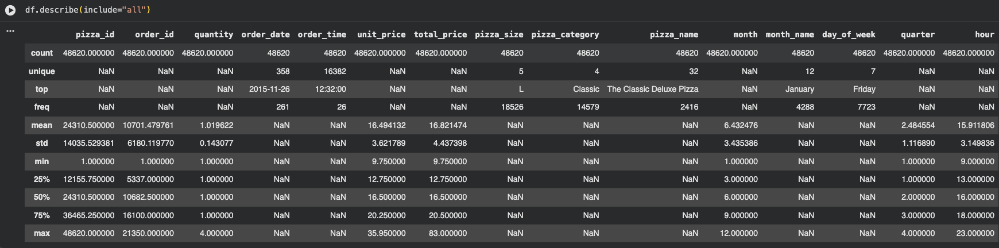 df.describe(include="all")
pizza_id order_id quantity order_date order_time unit_price total_price pizza_size pizza_category pizza_name month month_name day_of_week quarter hour
count 48620.000000 48620.000000 48620.000000 48620 48620 48620.000000 48620.000000 48620 48620 48620 48620.000000 48620 48620 48620.000000 48620.000000
unique NaN NaN NaN 358 16382 NaN NaN 5 4 32 NaN 12 7 NaN NaN
top NaN NaN NaN 2015-11-26 12:32:00 NaN NaN L Classic The Classic Deluxe Pizza NaN January Friday NaN NaN
freq NaN NaN NaN 261 26 NaN NaN 18526 14579 2416 NaN 4288 7723 NaN NaN
mean 24310.500000 10701.479761 1.019622 NaN NaN 16.494132 16.821474 NaN NaN NaN 6.432476 NaN NaN 2.484554 15.911806
std 14035.529381 6180.119770 0.143077 NaN NaN 3.621789 4.437398 NaN NaN NaN 3.435386 NaN NaN 1.116890 3.149836
min 1.000000 1.000000 1.000000 NaN NaN 9.750000 9.750000 NaN NaN NaN 1.000000 NaN NaN 1.000000 9.000000
25% 12155.750000 5337.000000 1.000000 NaN NaN 12.750000 12.750000 NaN NaN NaN 3.000000 NaN NaN 1.000000 13.000000
50% 24310.500000 10682.500000 1.000000 NaN NaN 16.500000 16.500000 NaN NaN NaN 6.000000 NaN NaN 2.000000 16.000000
75% 36465.250000 16100.000000 1.000000 NaN NaN 20.250000 20.500000 NaN NaN NaN 9.000000 NaN NaN 3.000000 18.000000
max 48620.000000 21350.000000 4.000000 NaN NaN 35.950000 83.000000 NaN NaN NaN 12.000000 NaN NaN 4.000000 23.000000